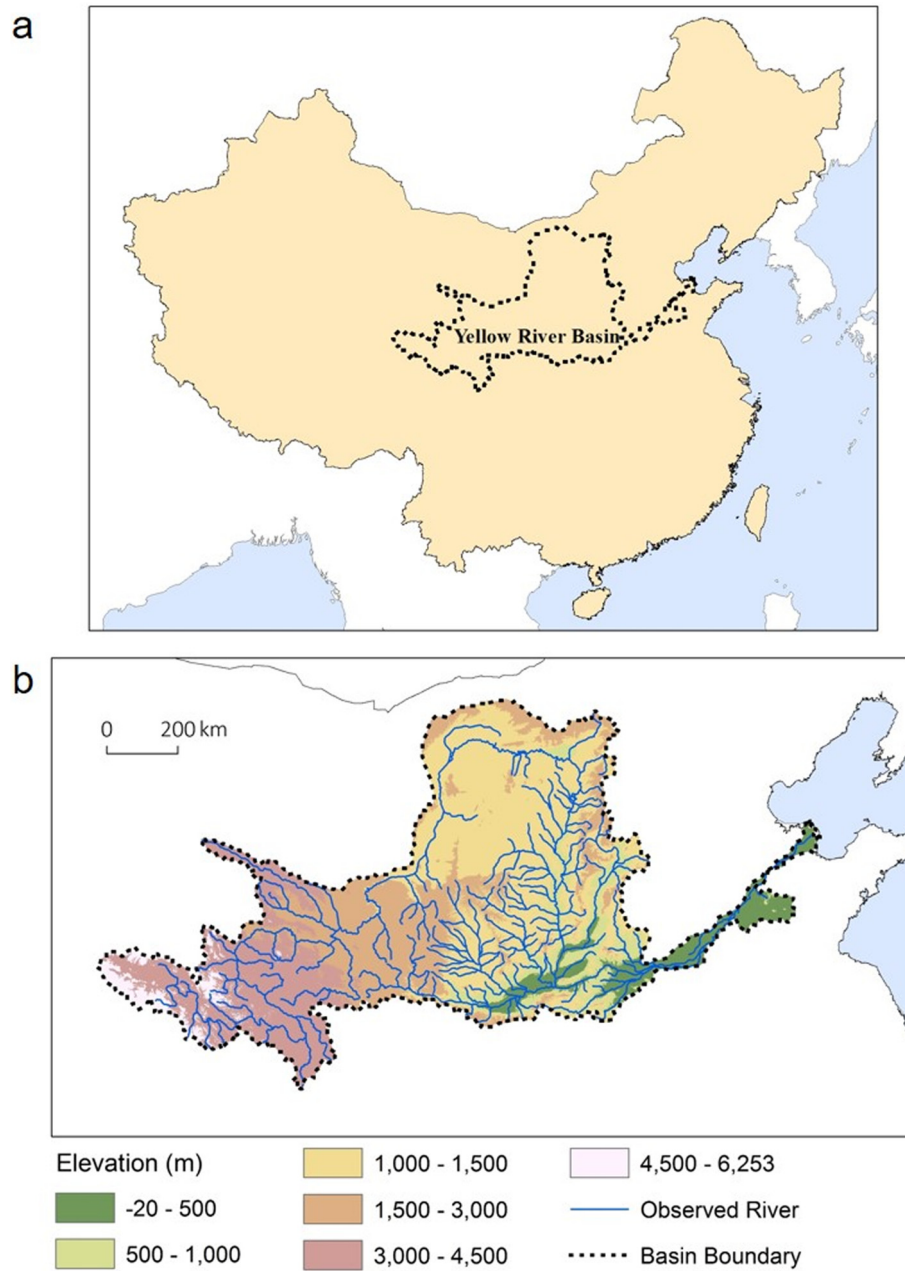 a
Yellow River Basin
b
0 200 km
Elevation (m)
-20 - 500
500 - 1,000
1,000 - 1,500
1,500 - 3,000
3,000 - 4,500
4,500 - 6,253
Observed River
Basin Boundary